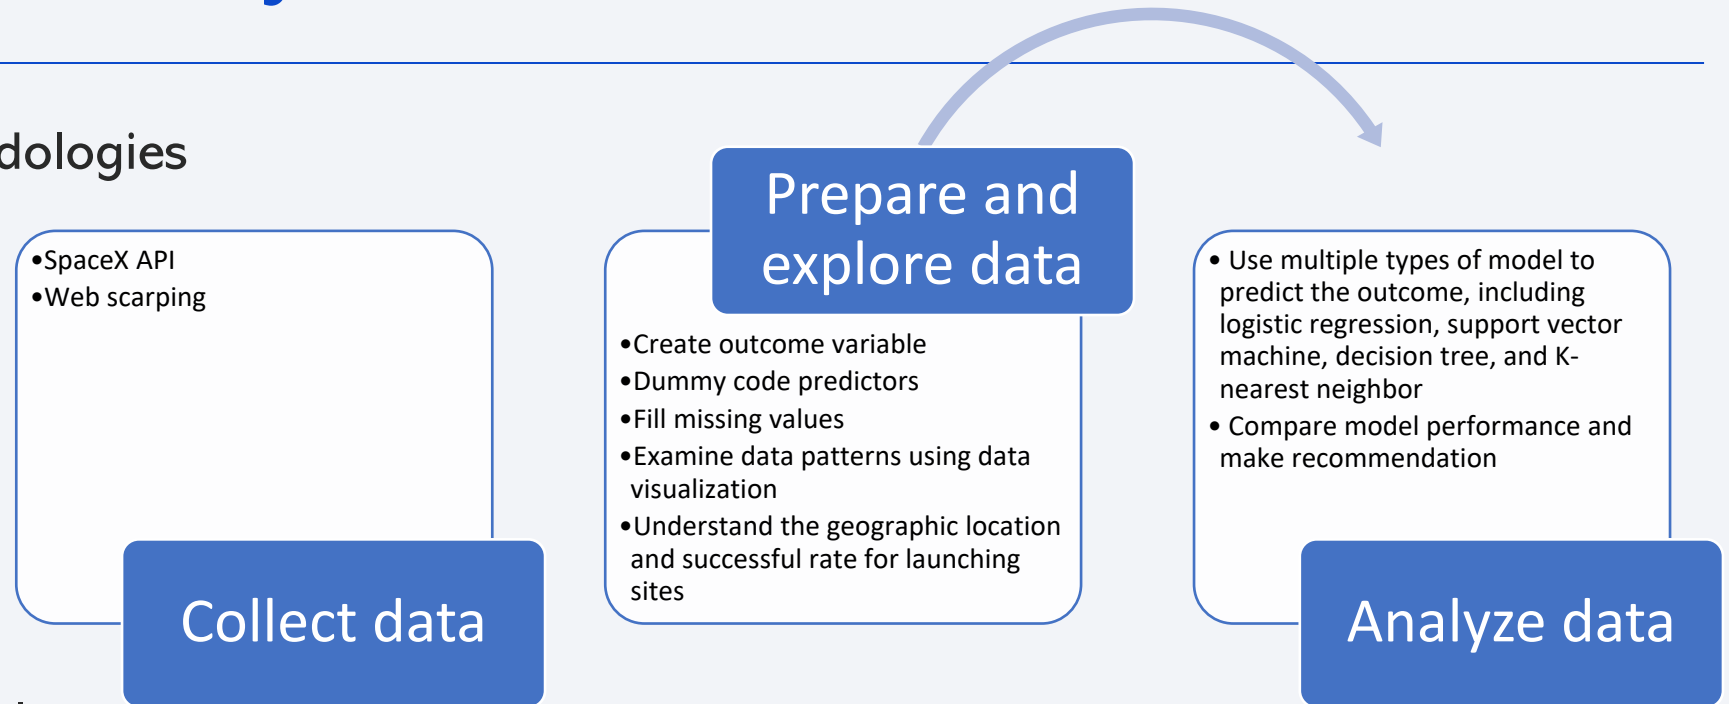 dologies
•SpaceX API
•Web scarping
Collect data
Prepare and
explore data
•Create outcome variable
•Dummy code predictors
•Fill missing values
•Examine data patterns using data
visualization
•Understand the geographic location
and successful rate for launching
sites
• Use multiple types of model to
predict the outcome, including
logistic regression, support vector
machine, decision tree, and K-
nearest neighbor
• Compare model performance and
make recommendation
Analyze data